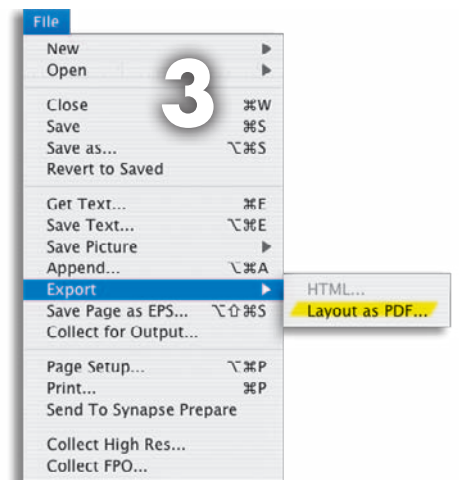 File
New
Open
3
Close ⌘W
Save ⌘S
Save as... ⌥⌘S
Revert to Saved
Get Text... ⌘E
Save Text... ⌥⌘E
Save Picture
Append... ⌥⌘A
Export
HTML...
Save Page as EPS... ⌥⇧⌘S
Layout as PDF...
Collect for Output...
Page Setup... ⌥⌘P
Print... ⌘P
Send To Synapse Prepare
Collect High Res...
Collect FPO...